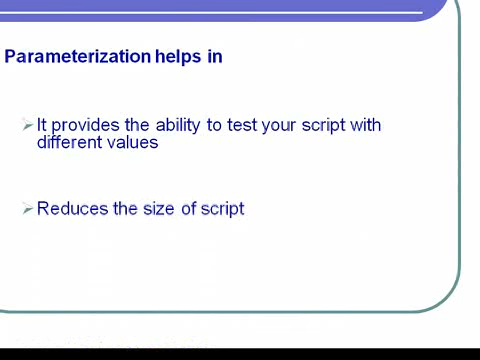 Parameterization helps in
It provides the ability to test your script with
different values
Reduces the size of script